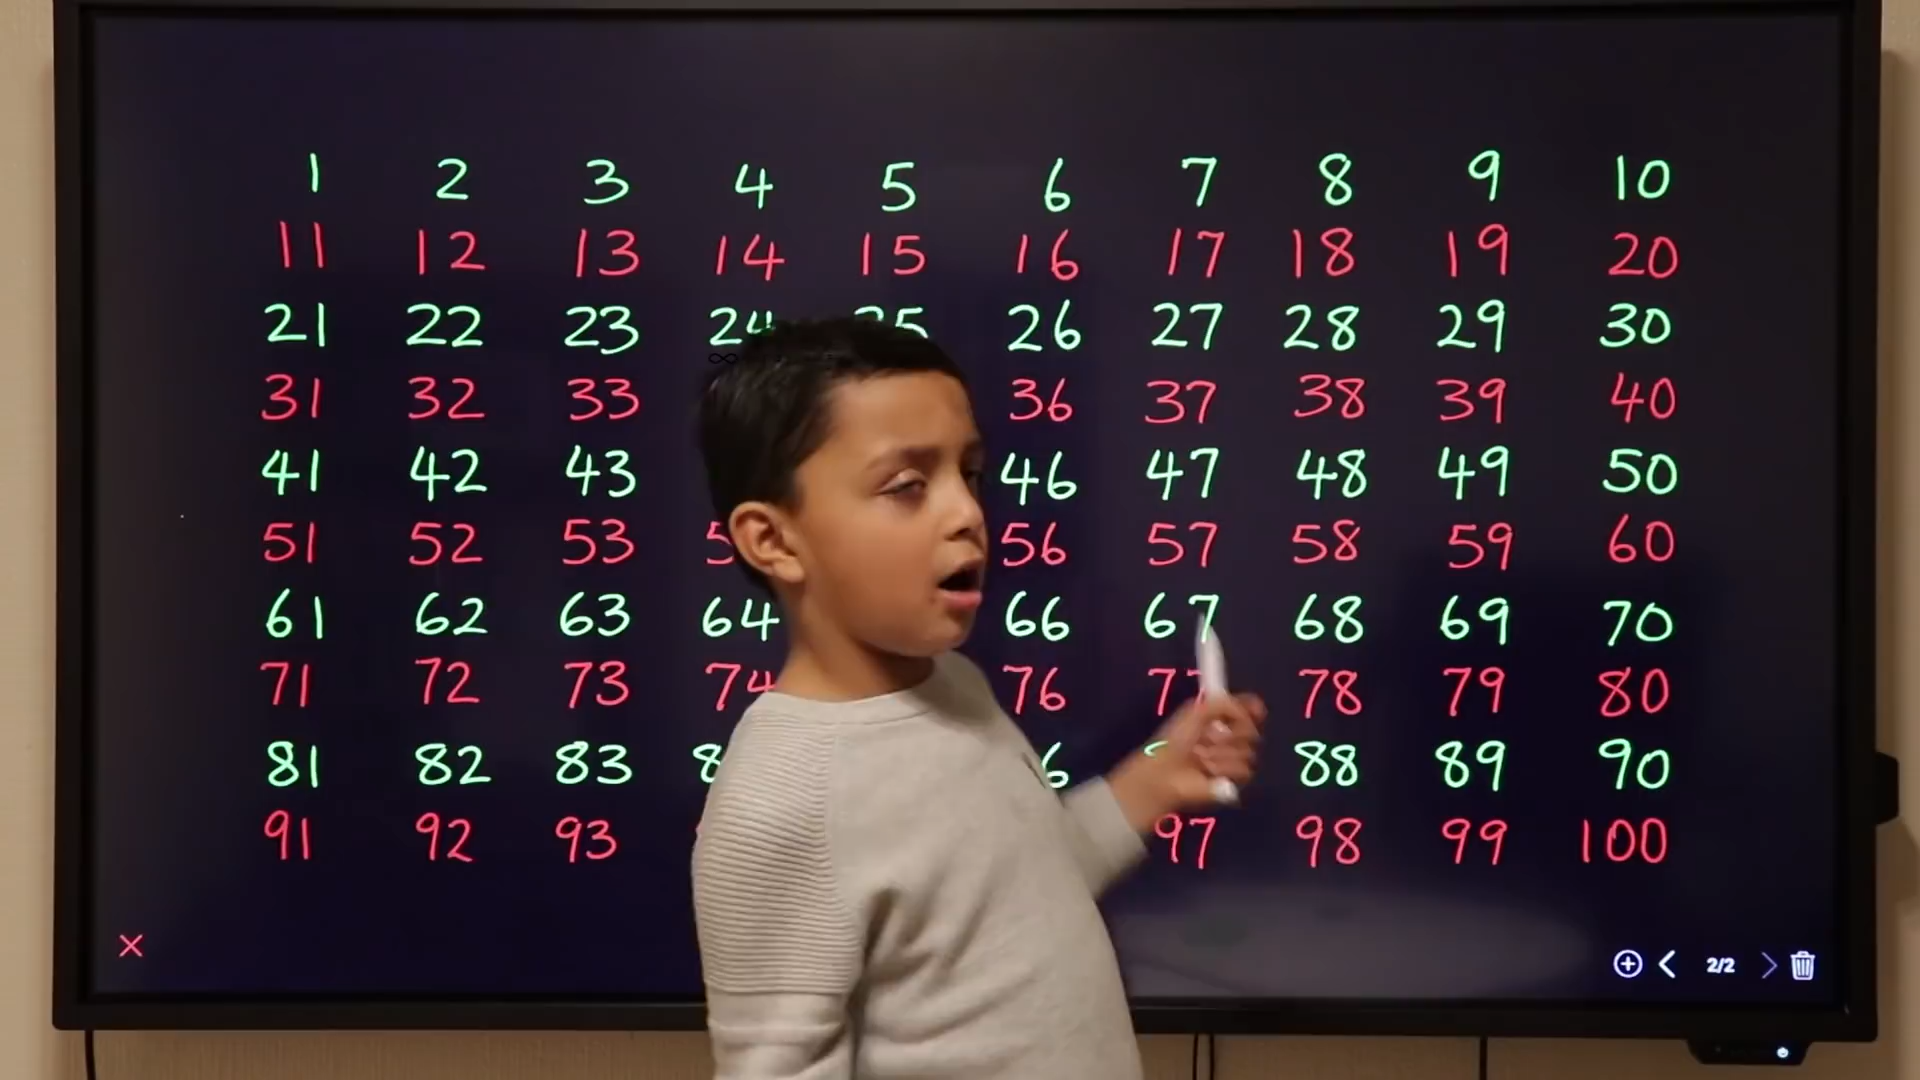 1 2 3 4 5 6 7 8 9 10
11 12 13 14 15 16 17 18 19 20
21 22 23 24 25 26 27 28 29 30
31 32 33 36 37 38 39 40
41 42 43 46 47 48 49 50
51 52 53 56 57 58 59 60
61 62 63 64 66 67 68 69 70
71 72 73 74 76 77 78 79 80
81 82 83 88 89 90
91 92 93 97 98 99 100
2/2